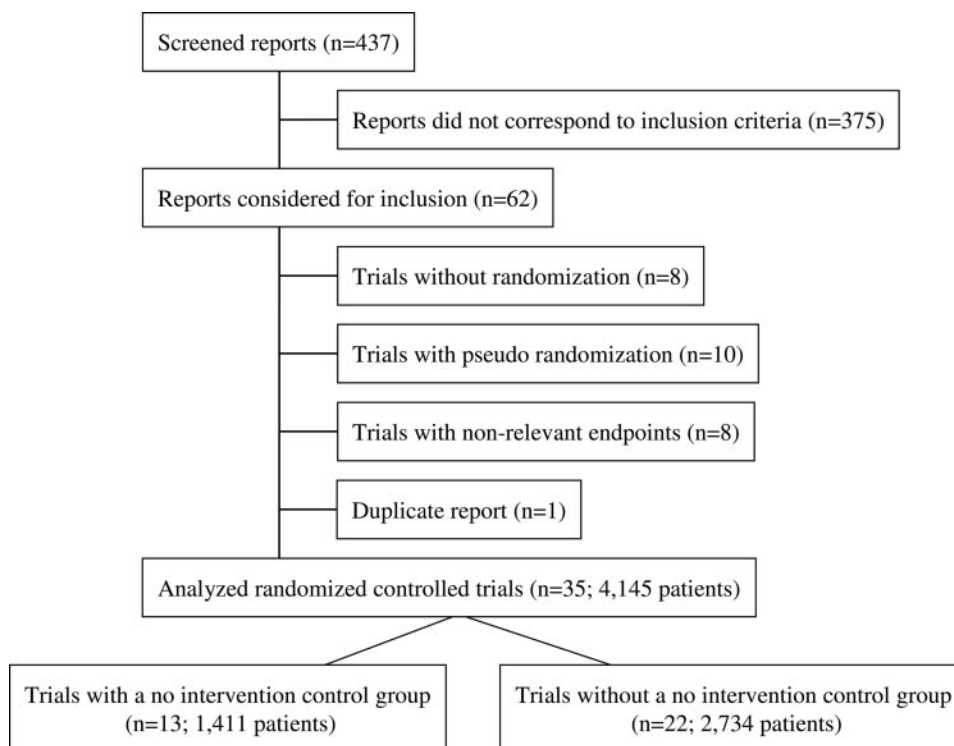 Screened reports (n=437)
Reports did not correspond to inclusion criteria (n=375)
Reports considered for inclusion (n=62)
Trials without randomization (n=8)
Trials with pseudo randomization (n=10)
Trials with non-relevant endpoints (n=8)
Duplicate report (n=1)
Analyzed randomized controlled trials (n=35; 4,145 patients)
Trials with a no intervention control group
(n=13; 1,411 patients)
Trials without a no intervention control group
(n=22; 2,734 patients)